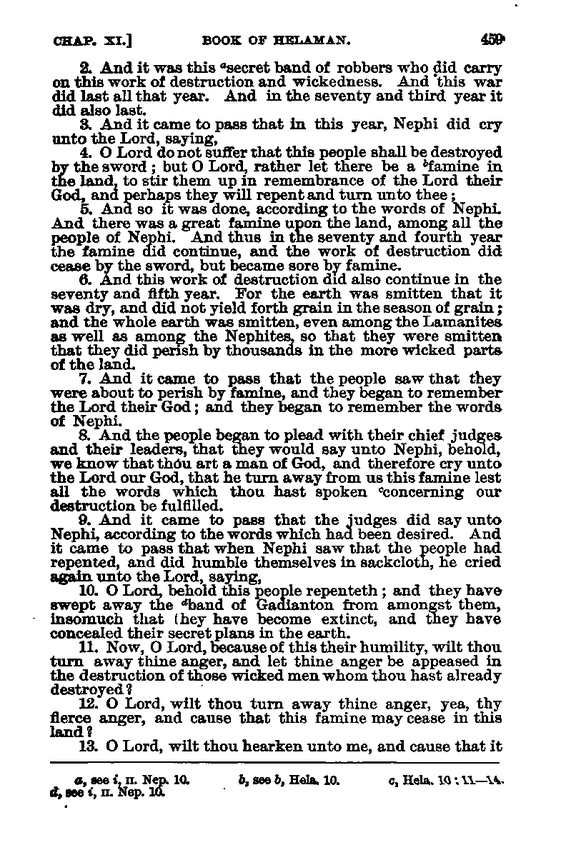 CHAP. XI.] BOOK OF HELAMAN. 459
2. And it was this ᵃsecret band of robbers who did carry
on this work of destruction and wickedness. And this war
did last all that year. And in the seventy and third year it
did also last.
3. And it came to pass that in this year, Nephi did cry
unto the Lord, saying,
4. O Lord do not suffer that this people shall be destroyed
by the sword; but O Lord, rather let there be a ᵇfamine in
the land, to stir them up in remembrance of the Lord their
God, and perhaps they will repent and turn unto thee;
5. And so it was done, according to the words of Nephi.
And there was a great famine upon the land, among all the
people of Nephi. And thus in the seventy and fourth year
the famine did continue, and the work of destruction did
cease by the sword, but became sore by famine.
6. And this work of destruction did also continue in the
seventy and fifth year. For the earth was smitten that it
was dry, and did not yield forth grain in the season of grain;
and the whole earth was smitten, even among the Lamanites
as well as among the Nephites, so that they were smitten
that they did perish by thousands in the more wicked parts
of the land.
7. And it came to pass that the people saw that they
were about to perish by famine, and they began to remember
the Lord their God; and they began to remember the words
of Nephi.
8. And the people began to plead with their chief judges
and their leaders, that they would say unto Nephi, behold,
we know that thou art a man of God, and therefore cry unto
the Lord our God, that he turn away from us this famine lest
all the words which thou hast spoken ᶜconcerning our
destruction be fulfilled.
9. And it came to pass that the judges did say unto
Nephi, according to the words which had been desired. And
it came to pass that when Nephi saw that the people had
repented, and did humble themselves in sackcloth, he cried
again unto the Lord, saying,
10. O Lord, behold this people repenteth; and they have
swept away the ᵈband of Gadianton from amongst them,
insomuch that they have become extinct, and they have
concealed their secret plans in the earth.
11. Now, O Lord, because of this their humility, wilt thou
turn away thine anger, and let thine anger be appeased in
the destruction of those wicked men whom thou hast already
destroyed?
12. O Lord, wilt thou turn away thine anger, yea, thy
fierce anger, and cause that this famine may cease in this
land?
13. O Lord, wilt thou hearken unto me, and cause that it
a, see i, II. Nep. 10. b, see b, Hela. 10. c, Hela. 10 : 11—14.
d, see i, II. Nep. 10.